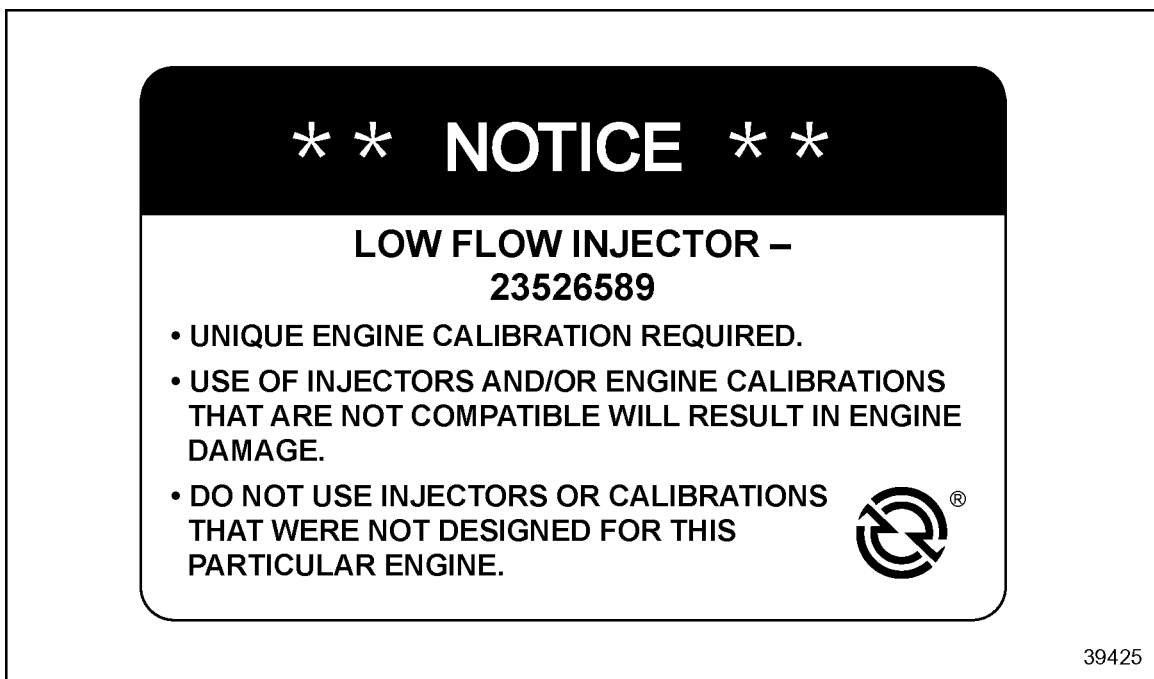 ** NOTICE **
LOW FLOW INJECTOR –
23526589
• UNIQUE ENGINE CALIBRATION REQUIRED.
• USE OF INJECTORS AND/OR ENGINE CALIBRATIONS
THAT ARE NOT COMPATIBLE WILL RESULT IN ENGINE
DAMAGE.
• DO NOT USE INJECTORS OR CALIBRATIONS
THAT WERE NOT DESIGNED FOR THIS
PARTICULAR ENGINE.
®
39425